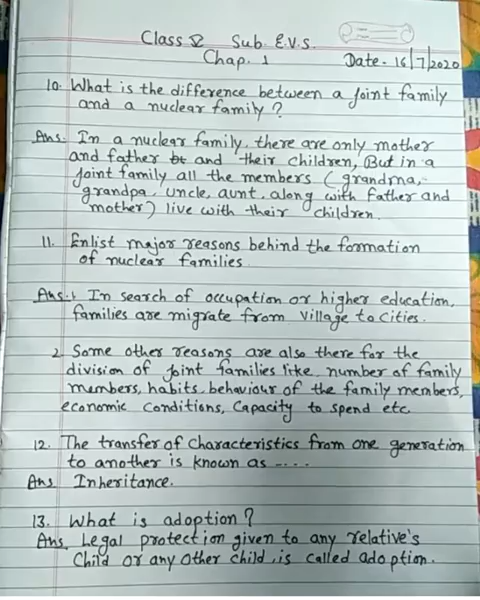 Class V Sub. E.V.S.
Chap. 1 Date- 16/7/2020
10. What is the difference between a joint family
and a nuclear family?
Ans. In a nuclear family, there are only mother
and father and their children, But in a
joint family all the members (grandma,
grandpa, uncle, aunt, along with father and
mother) live with their children.
11. Enlist major reasons behind the formation
of nuclear families.
Ans.:1 In search of occupation or higher education,
families are migrate from Village to Cities.
2. Some other reasons are also there for the
division of joint families like, number of family
members, habits, behaviour of the family members,
economic conditions, Capacity to spend etc.
12. The transfer of Characteristics from one generation
to another is known as ----.
Ans Inheritance.
13. What is adoption?
Ans. Legal protection given to any relative's
Child or any other child, is called adoption.